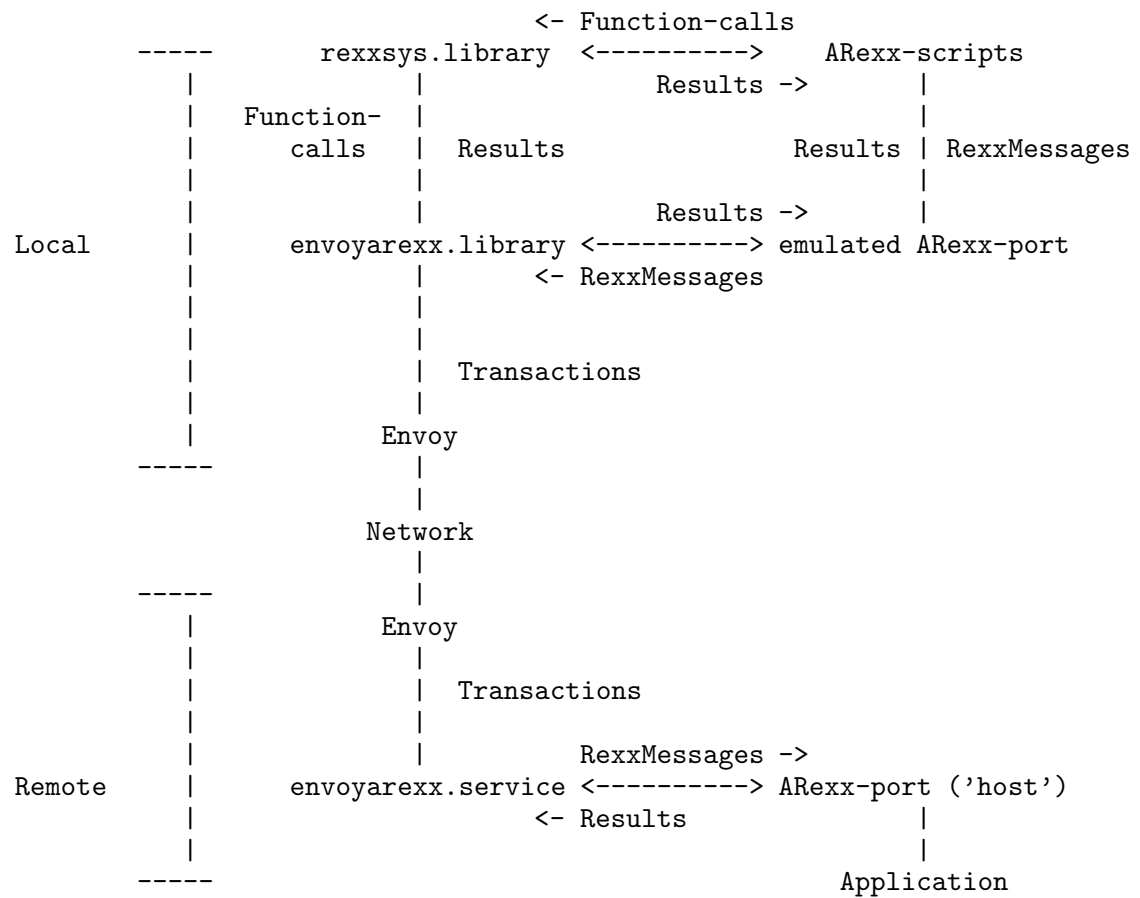 <- Function-calls
----- rexxsys.library <----------> ARexx-scripts
| | Results -> |
| Function- | |
| calls | Results Results | RexxMessages
| | |
| | Results -> |
Local | envoyarexx.library <----------> emulated ARexx-port
| | <- RexxMessages
| |
| |
| | Transactions
| |
| Envoy
----- |
|
Network
|
----- |
| Envoy
| |
| | Transactions
| |
| | RexxMessages ->
Remote | envoyarexx.service <----------> ARexx-port ('host')
| <- Results |
| |
----- Application